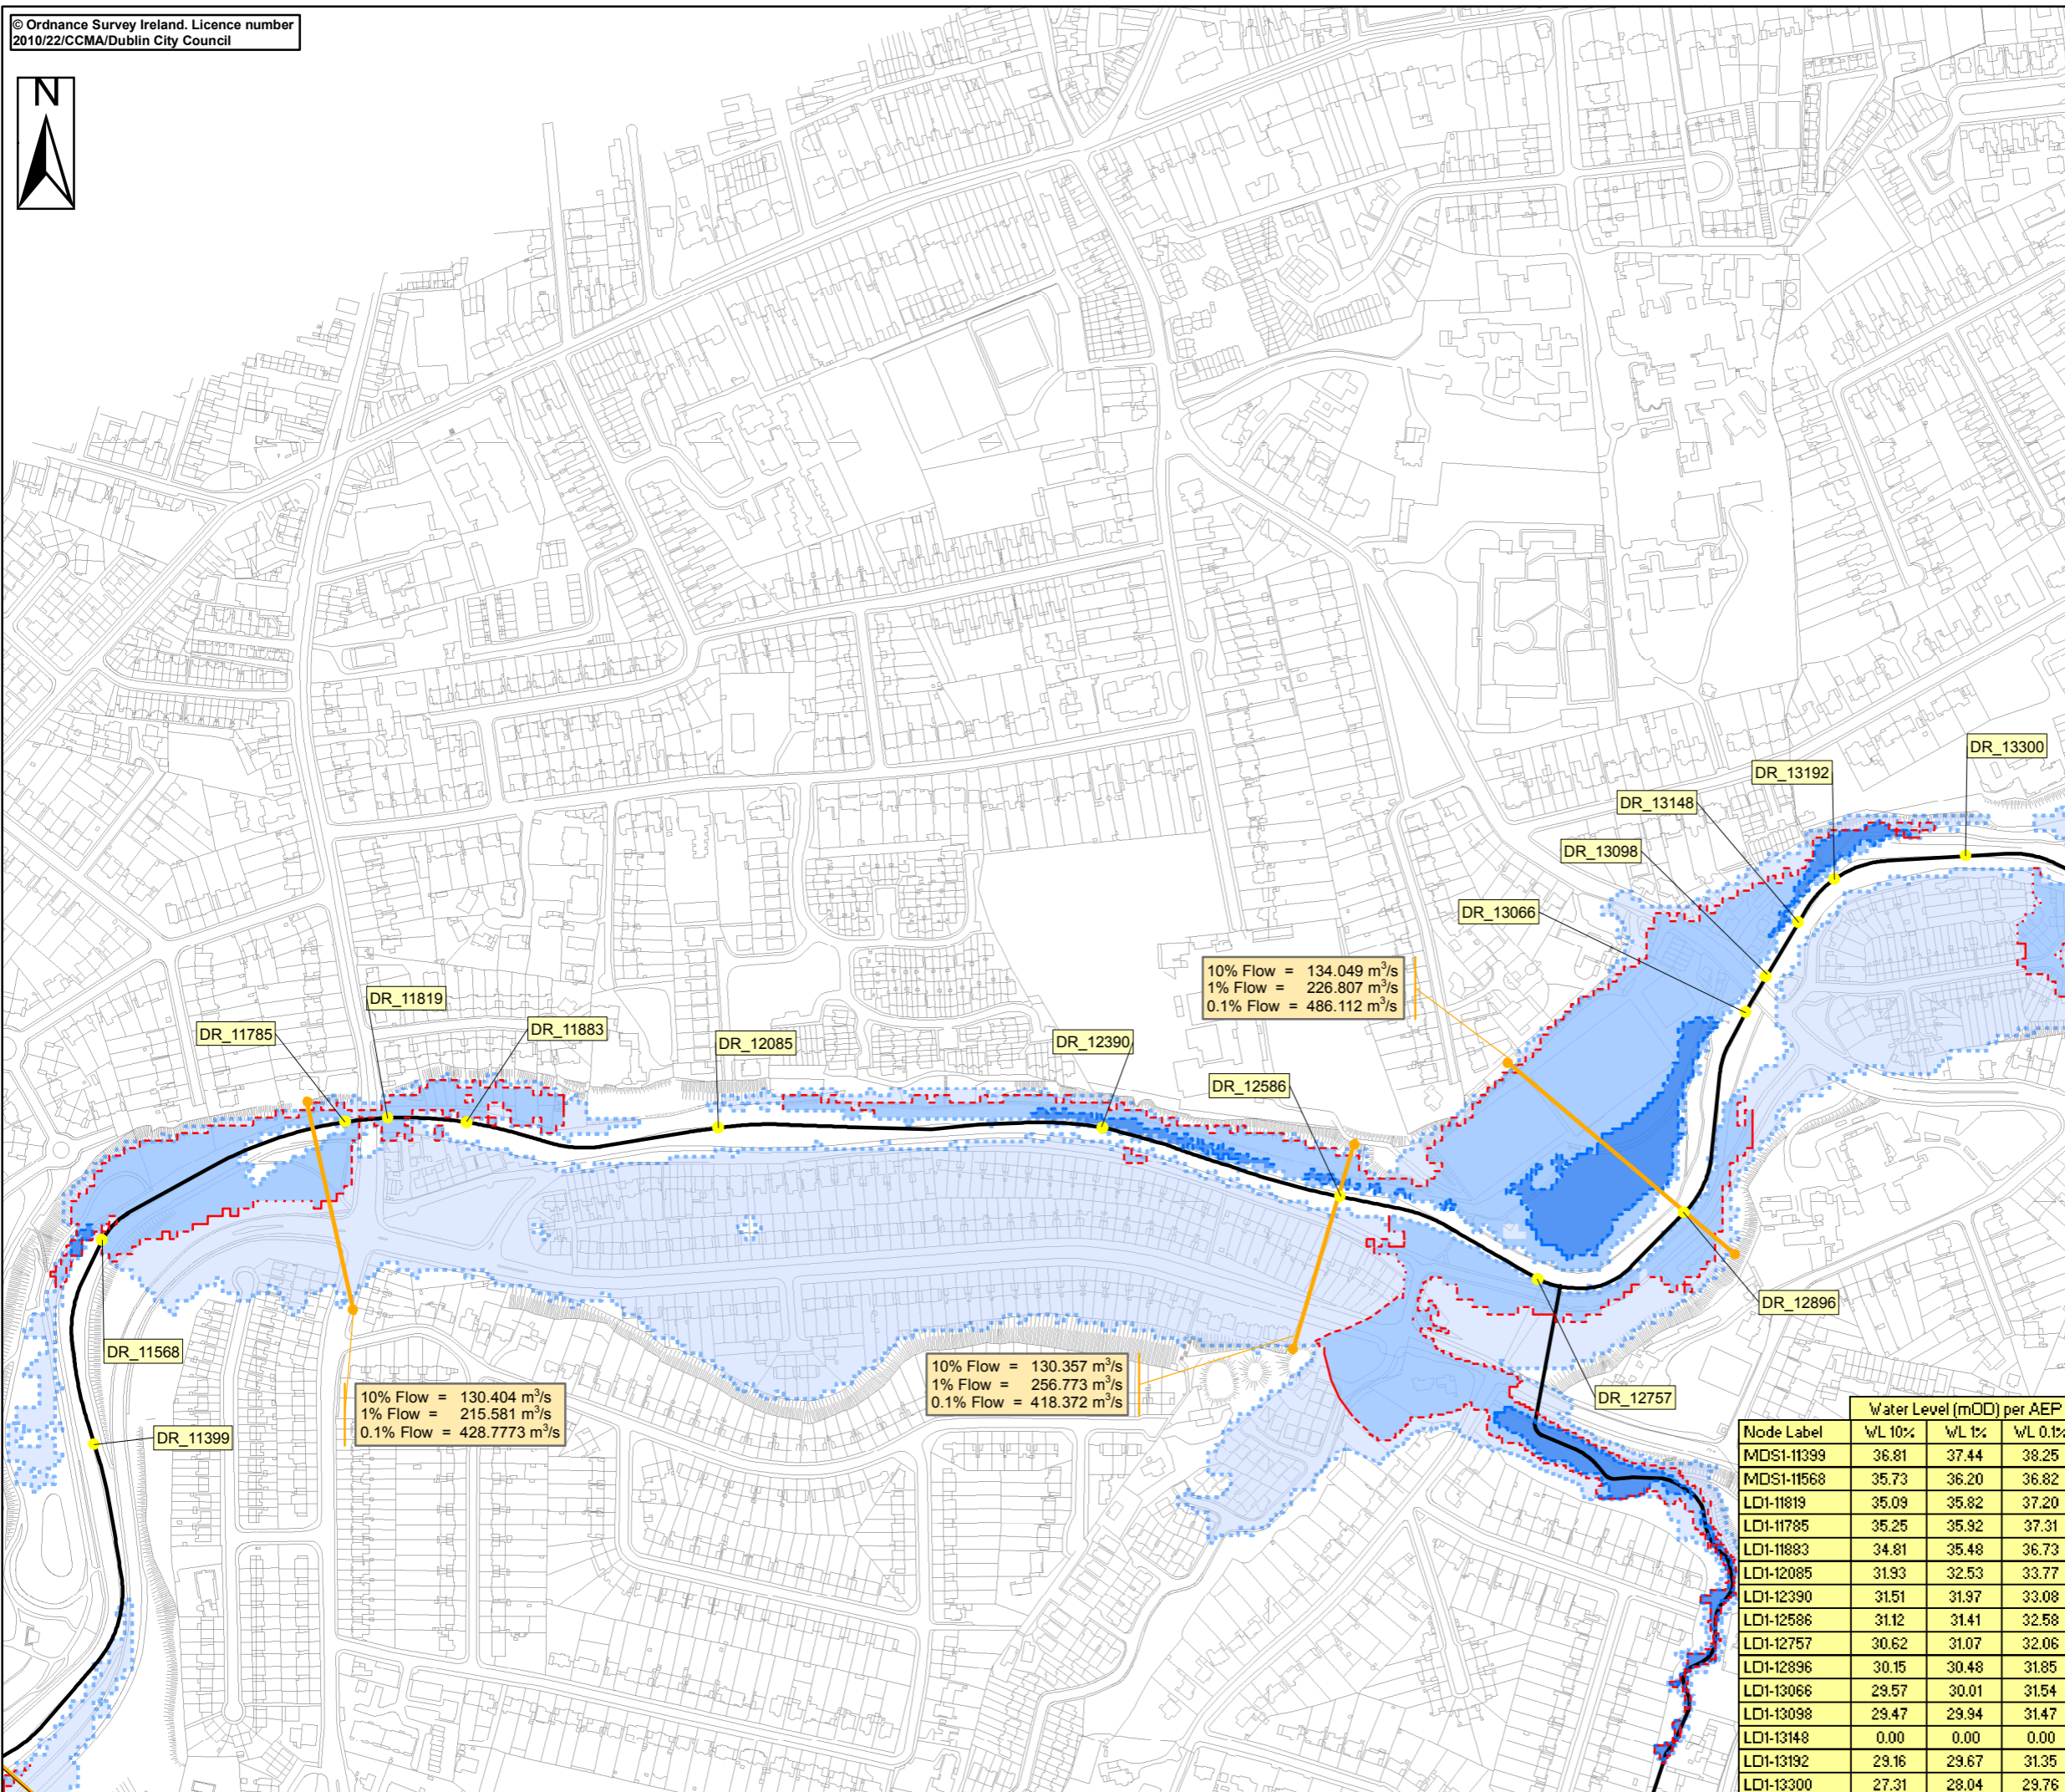 © Ordnance Survey Ireland. Licence number
2010/22/CCMA/Dublin City Council
N
DR_13300
DR_13192
DR_13148
DR_13098
DR_13066
10% Flow = 134.049 m³/s
1% Flow = 226.807 m³/s
0.1% Flow = 486.112 m³/s
DR_11819
DR_11785
DR_11883
DR_12085
DR_12390
DR_12586
DR_12896
DR_11568
10% Flow = 130.357 m³/s
1% Flow = 256.773 m³/s
0.1% Flow = 418.372 m³/s
10% Flow = 130.404 m³/s
1% Flow = 215.581 m³/s
0.1% Flow = 428.7773 m³/s
DR_12757
DR_11399
Water Level (mOD) per AEP
Node Label WL 10% WL 1% WL 0.1%
MDS1-11399 36.81 37.44 38.25
MDS1-11568 35.73 36.20 36.82
LD1-11819 35.09 35.82 37.20
LD1-11785 35.25 35.92 37.31
LD1-11883 34.81 35.48 36.73
LD1-12085 31.93 32.53 33.77
LD1-12390 31.51 31.97 33.08
LD1-12586 31.12 31.41 32.58
LD1-12757 30.62 31.07 32.06
LD1-12896 30.15 30.48 31.85
LD1-13066 29.57 30.01 31.54
LD1-13098 29.47 29.94 31.47
LD1-13148 0.00 0.00 0.00
LD1-13192 29.16 29.67 31.35
LD1-13300 27.31 28.04 29.76